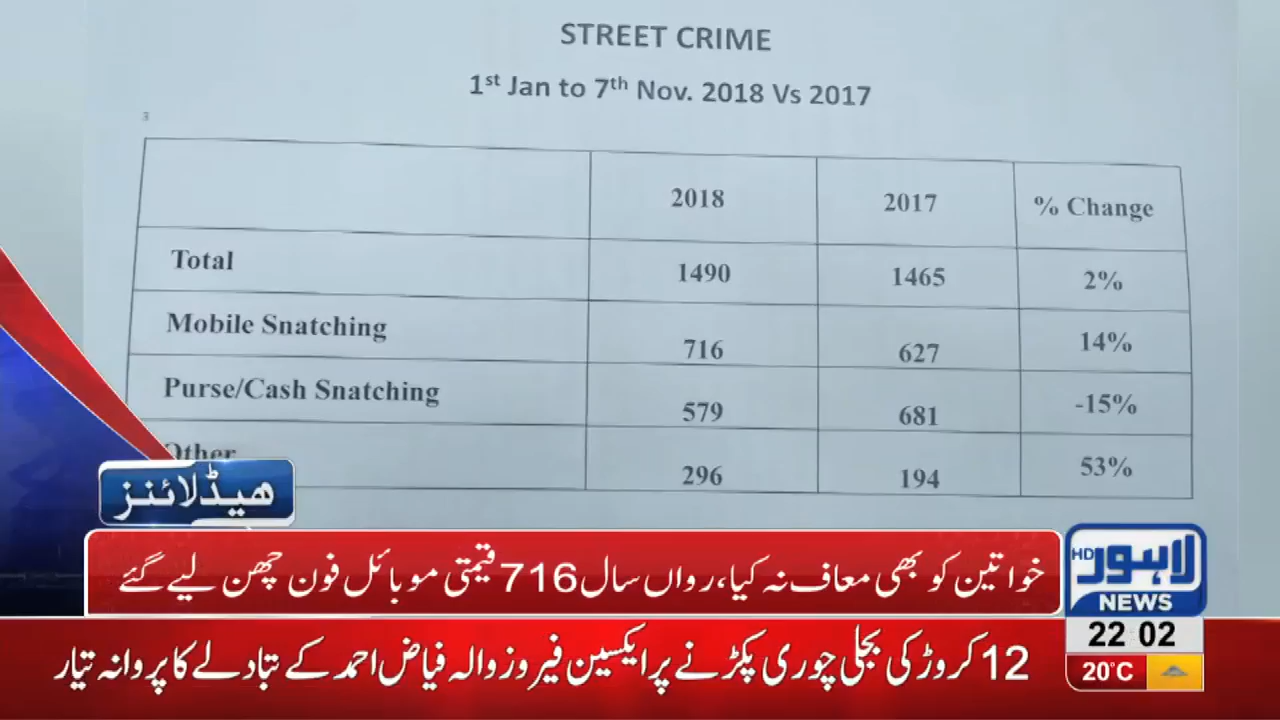 STREET CRIME
1st Jan to 7th Nov. 2018 Vs 2017
3
2018 2017 % Change
Total 1490 1465 2%
Mobile Snatching 716 627 14%
Purse/Cash Snatching 579 681 -15%
Other 296 194 53%
ھیڈلائنز
خواتین کو بھی معاف نہ کیا، رواں سال 716 قیمتی موبائل فون چھن لیے گئے
لاہور HD
NEWS
22 02
20°C
12 کروڑ کی بجلی چوری پکڑنے پر ایکسین فیروزوالہ فیاض احمد کے تبادلے کا پروانہ تیار